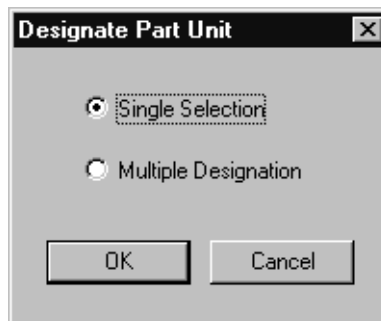 Designate Part Unit
Single Selection
Multiple Designation
OK Cancel